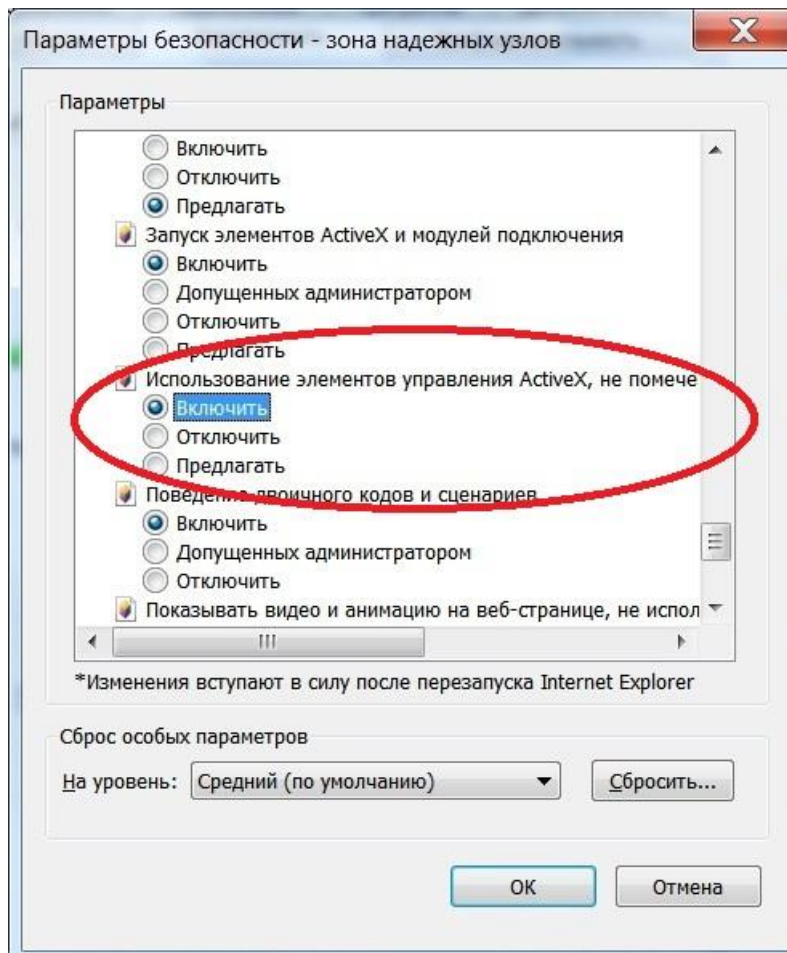 Параметры безопасности - зона надежных узлов
Параметры
Включить
Отключить
Предлагать
Запуск элементов ActiveX и модулей подключения
Включить
Допущенных администратором
Отключить
Предлагать
Использование элементов управления ActiveX, не помече
Включить
Отключить
Предлагать
Поведение двоичного кодов и сценариев
Включить
Допущенных администратором
Отключить
Показывать видео и анимацию на веб-странице, не испол
*Изменения вступают в силу после перезапуска Internet Explorer
Сброс особых параметров
На уровень: Средний (по умолчанию) Сбросить...
ОК Отмена